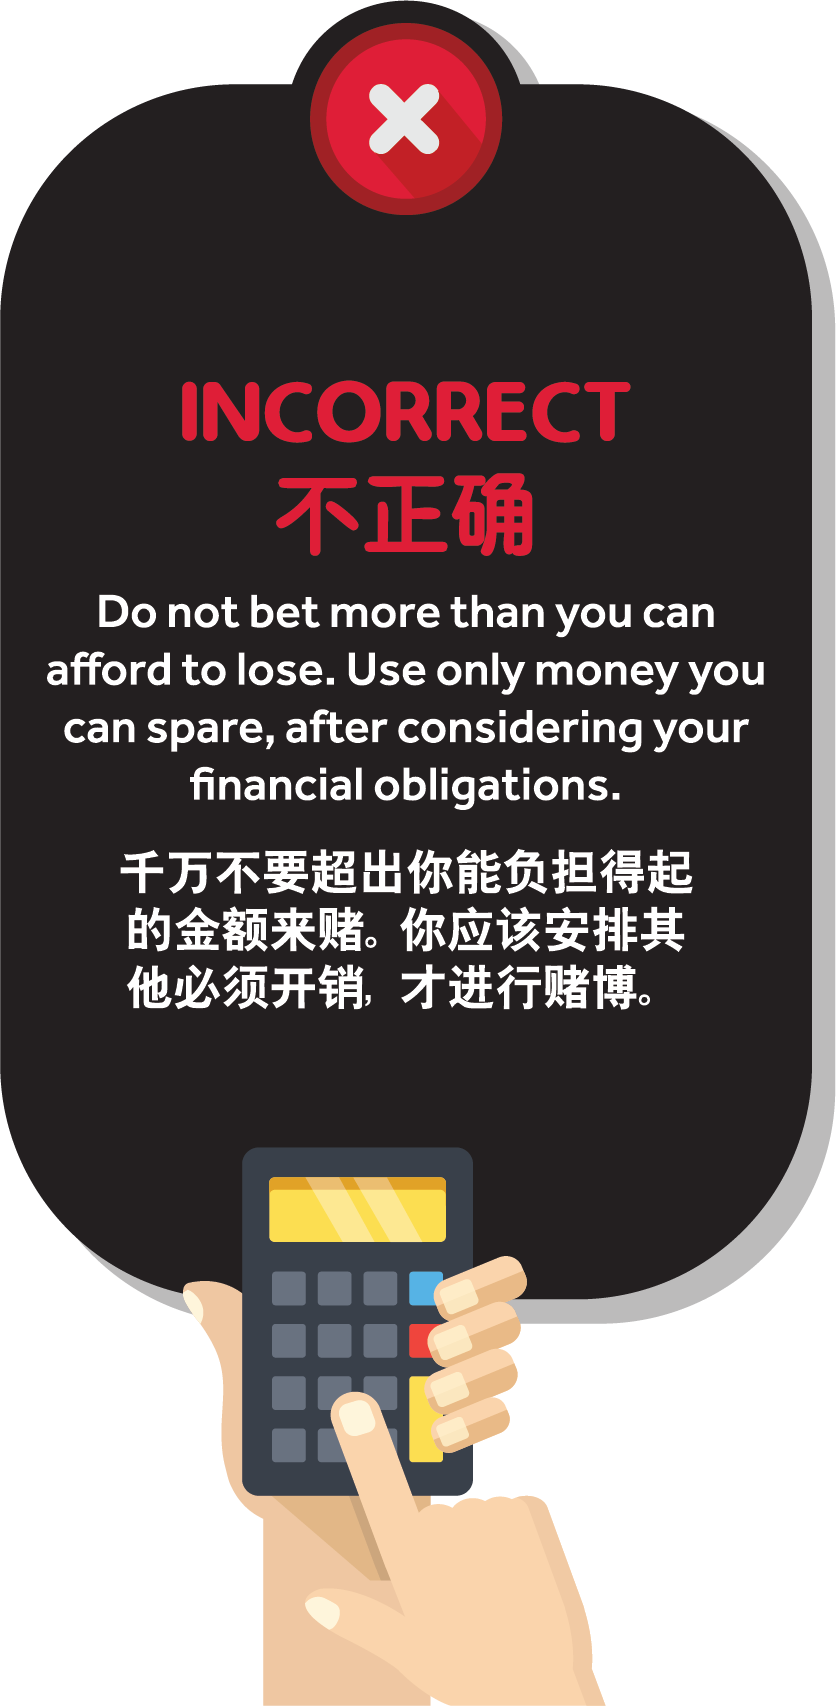 INCORRECT
不正确
Do not bet more than you can
afford to lose. Use only money you
can spare, after considering your
financial obligations.
千万不要超出你能负担得起
的金额来赌。你应该安排其
他必须开销，才进行赌博。